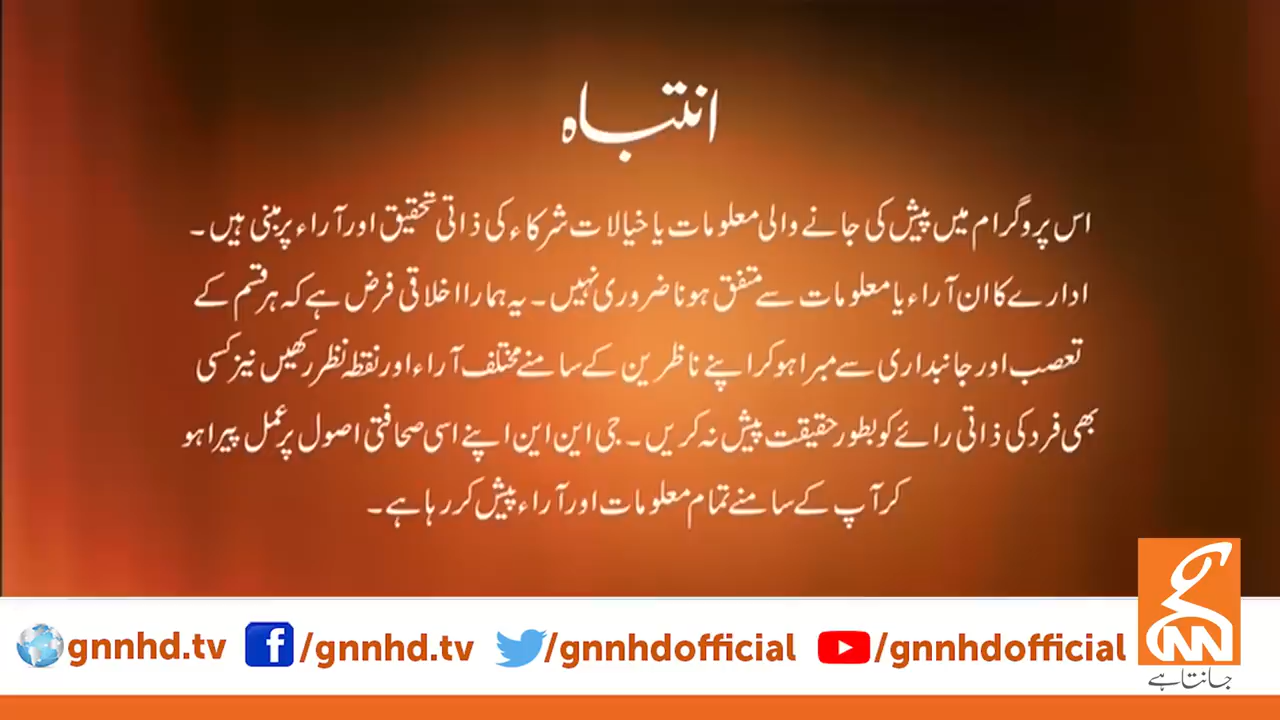 انتباہ
اس پروگرام میں پیش کی جانے والی معلومات یا خیالات شرکاء کی ذاتی تحقیق اور آراء پر مبنی ہیں۔
ادارے کا ان آراء یا معلومات سے متفق ہونا ضروری نہیں۔ یہ ہمارا اخلاقی فرض ہے کہ ہر قسم کے
تعصب اور جانبداری سے مبرا ہو کر اپنے ناظرین کے سامنے مختلف آراء اور نقطہ نظر رکھیں نیز کسی
بھی فرد کی ذاتی رائے کو بطور حقیقت پیش نہ کریں۔ جی این این اپنے اسی صحافتی اصول پر عمل پیرا ہو
کر آپ کے سامنے تمام معلومات اور آراء پیش کر رہا ہے۔
gnnhd.tv /gnnhd.tv /gnnhdofficial /gnnhdofficial
GNN
جانتا ہے